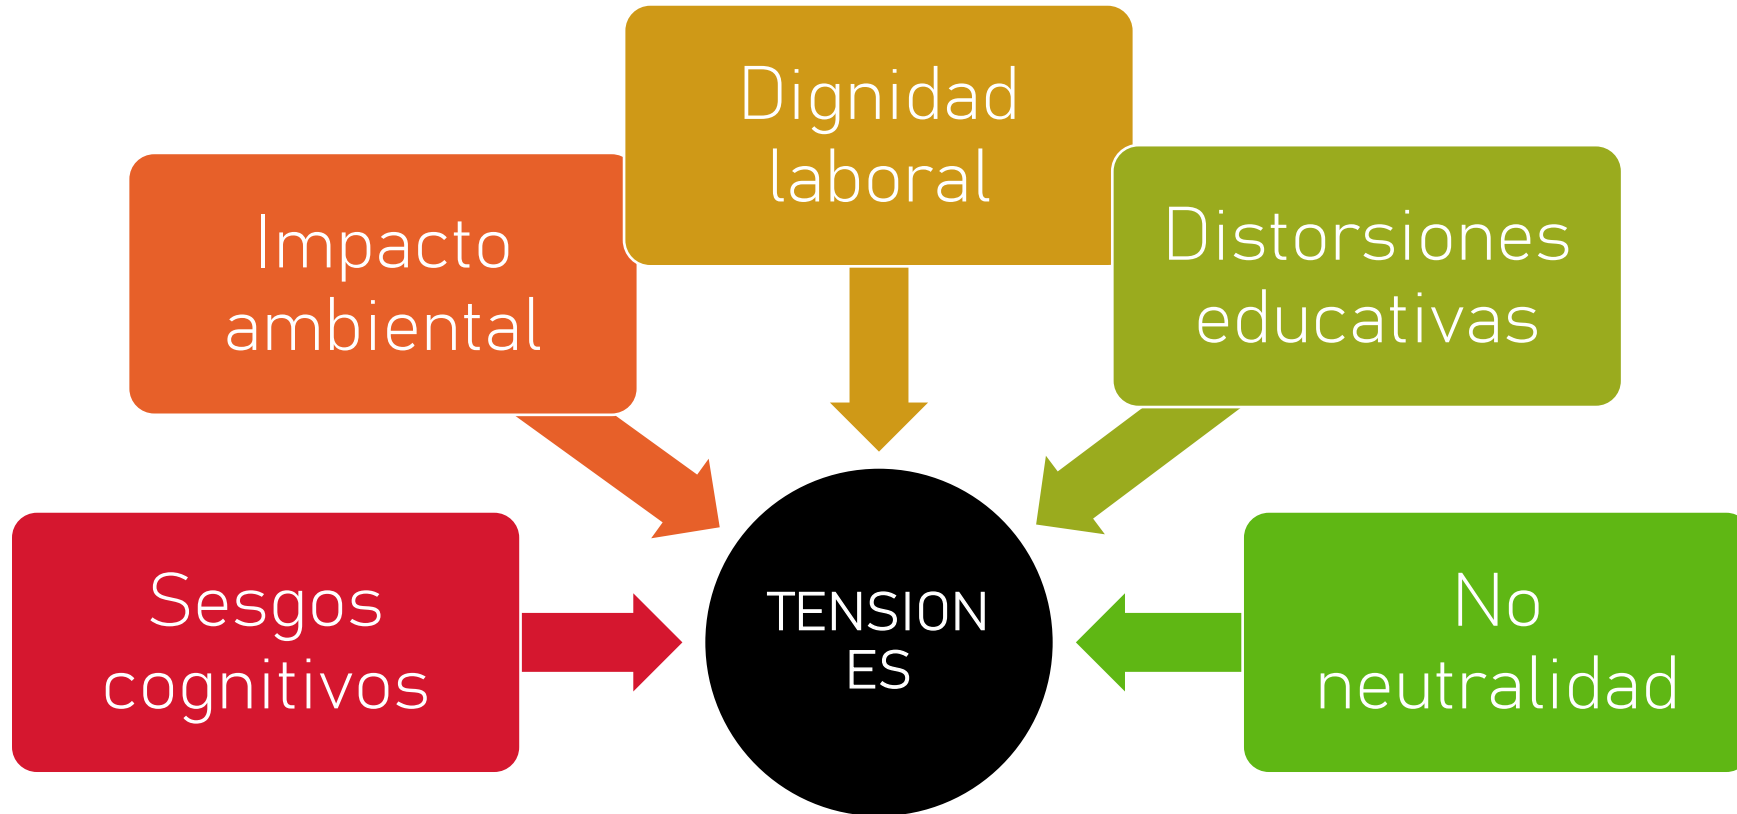 Dignidad
laboral
Impacto
ambiental
Distorsiones
educativas
Sesgos
cognitivos
TENSION
ES
No
neutralidad